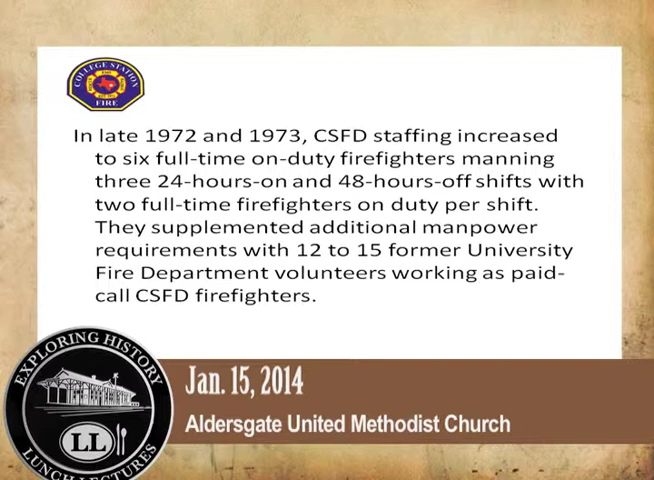 COLLEGE STATION
FIRE
In late 1972 and 1973, CSFD staffing increased
to six full-time on-duty firefighters manning
three 24-hours-on and 48-hours-off shifts with
two full-time firefighters on duty per shift.
They supplemented additional manpower
requirements with 12 to 15 former University
Fire Department volunteers working as paid-
call CSFD firefighters.
EXPLORING HISTORY
LL
LUNCH LECTURES
Jan. 15, 2014
Aldersgate United Methodist Church